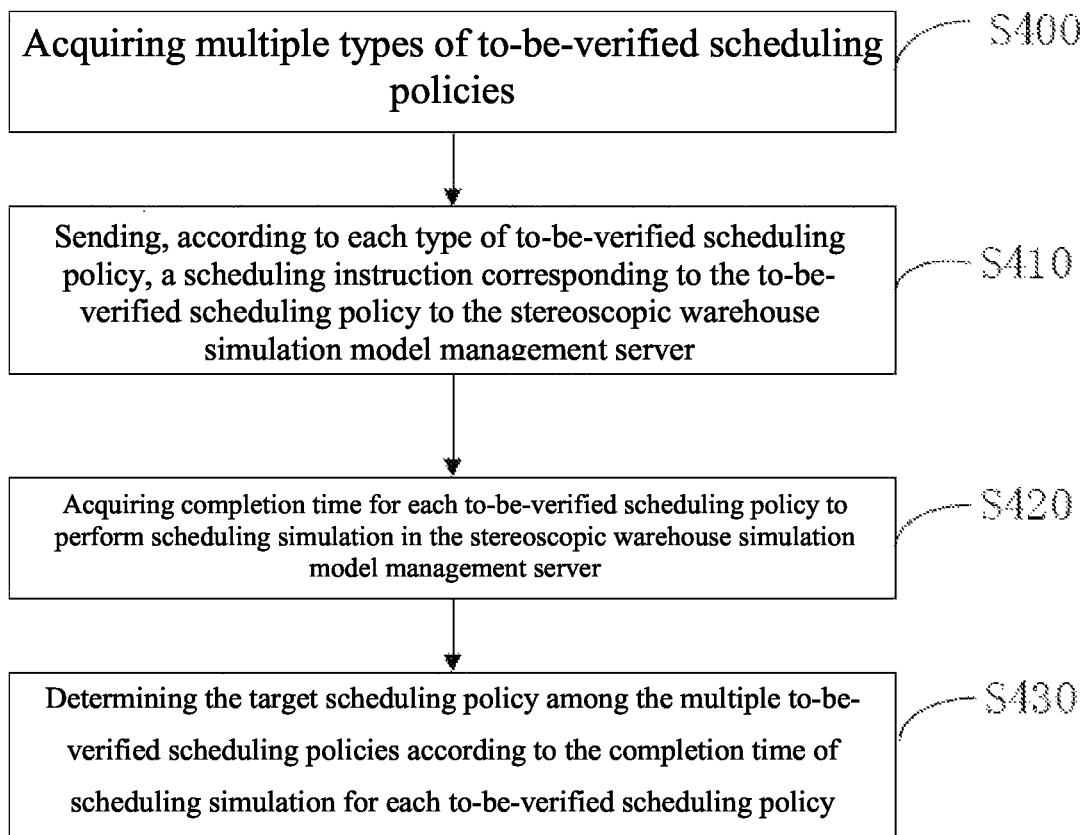 Acquiring multiple types of to-be-verified scheduling
policies
S400
Sending, according to each type of to-be-verified scheduling
policy, a scheduling instruction corresponding to the to-be-
verified scheduling policy to the stereoscopic warehouse
simulation model management server
S410
Acquiring completion time for each to-be-verified scheduling policy to
perform scheduling simulation in the stereoscopic warehouse simulation
model management server
S420
Determining the target scheduling policy among the multiple to-be-
verified scheduling policies according to the completion time of
scheduling simulation for each to-be-verified scheduling policy
S430